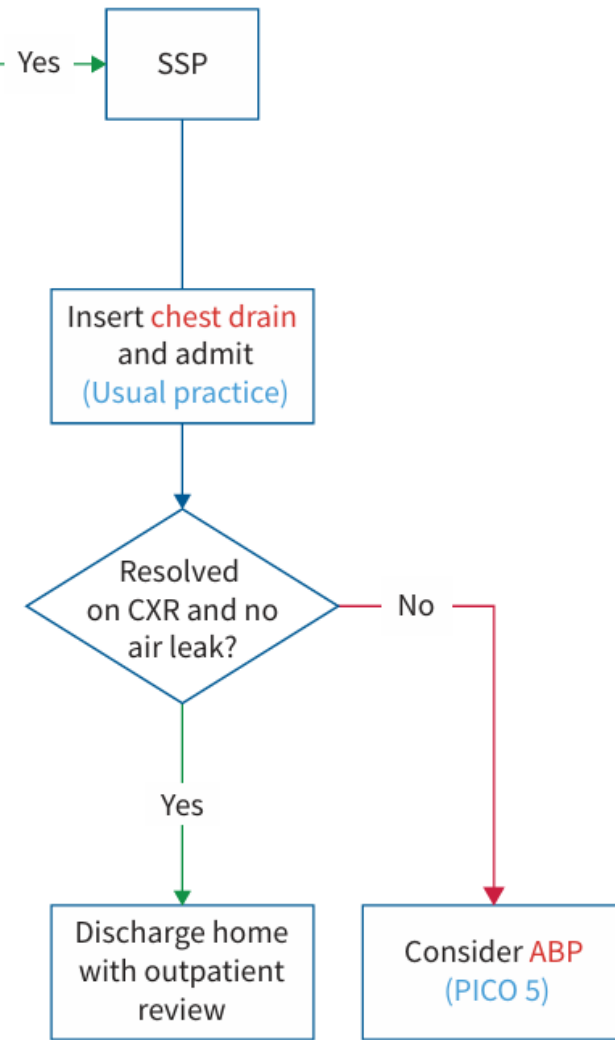 Yes
SSP
Insert chest drain
and admit
(Usual practice)
Resolved
on CXR and no
air leak?
No
Yes
Discharge home
with outpatient
review
Consider ABP
(PICO 5)